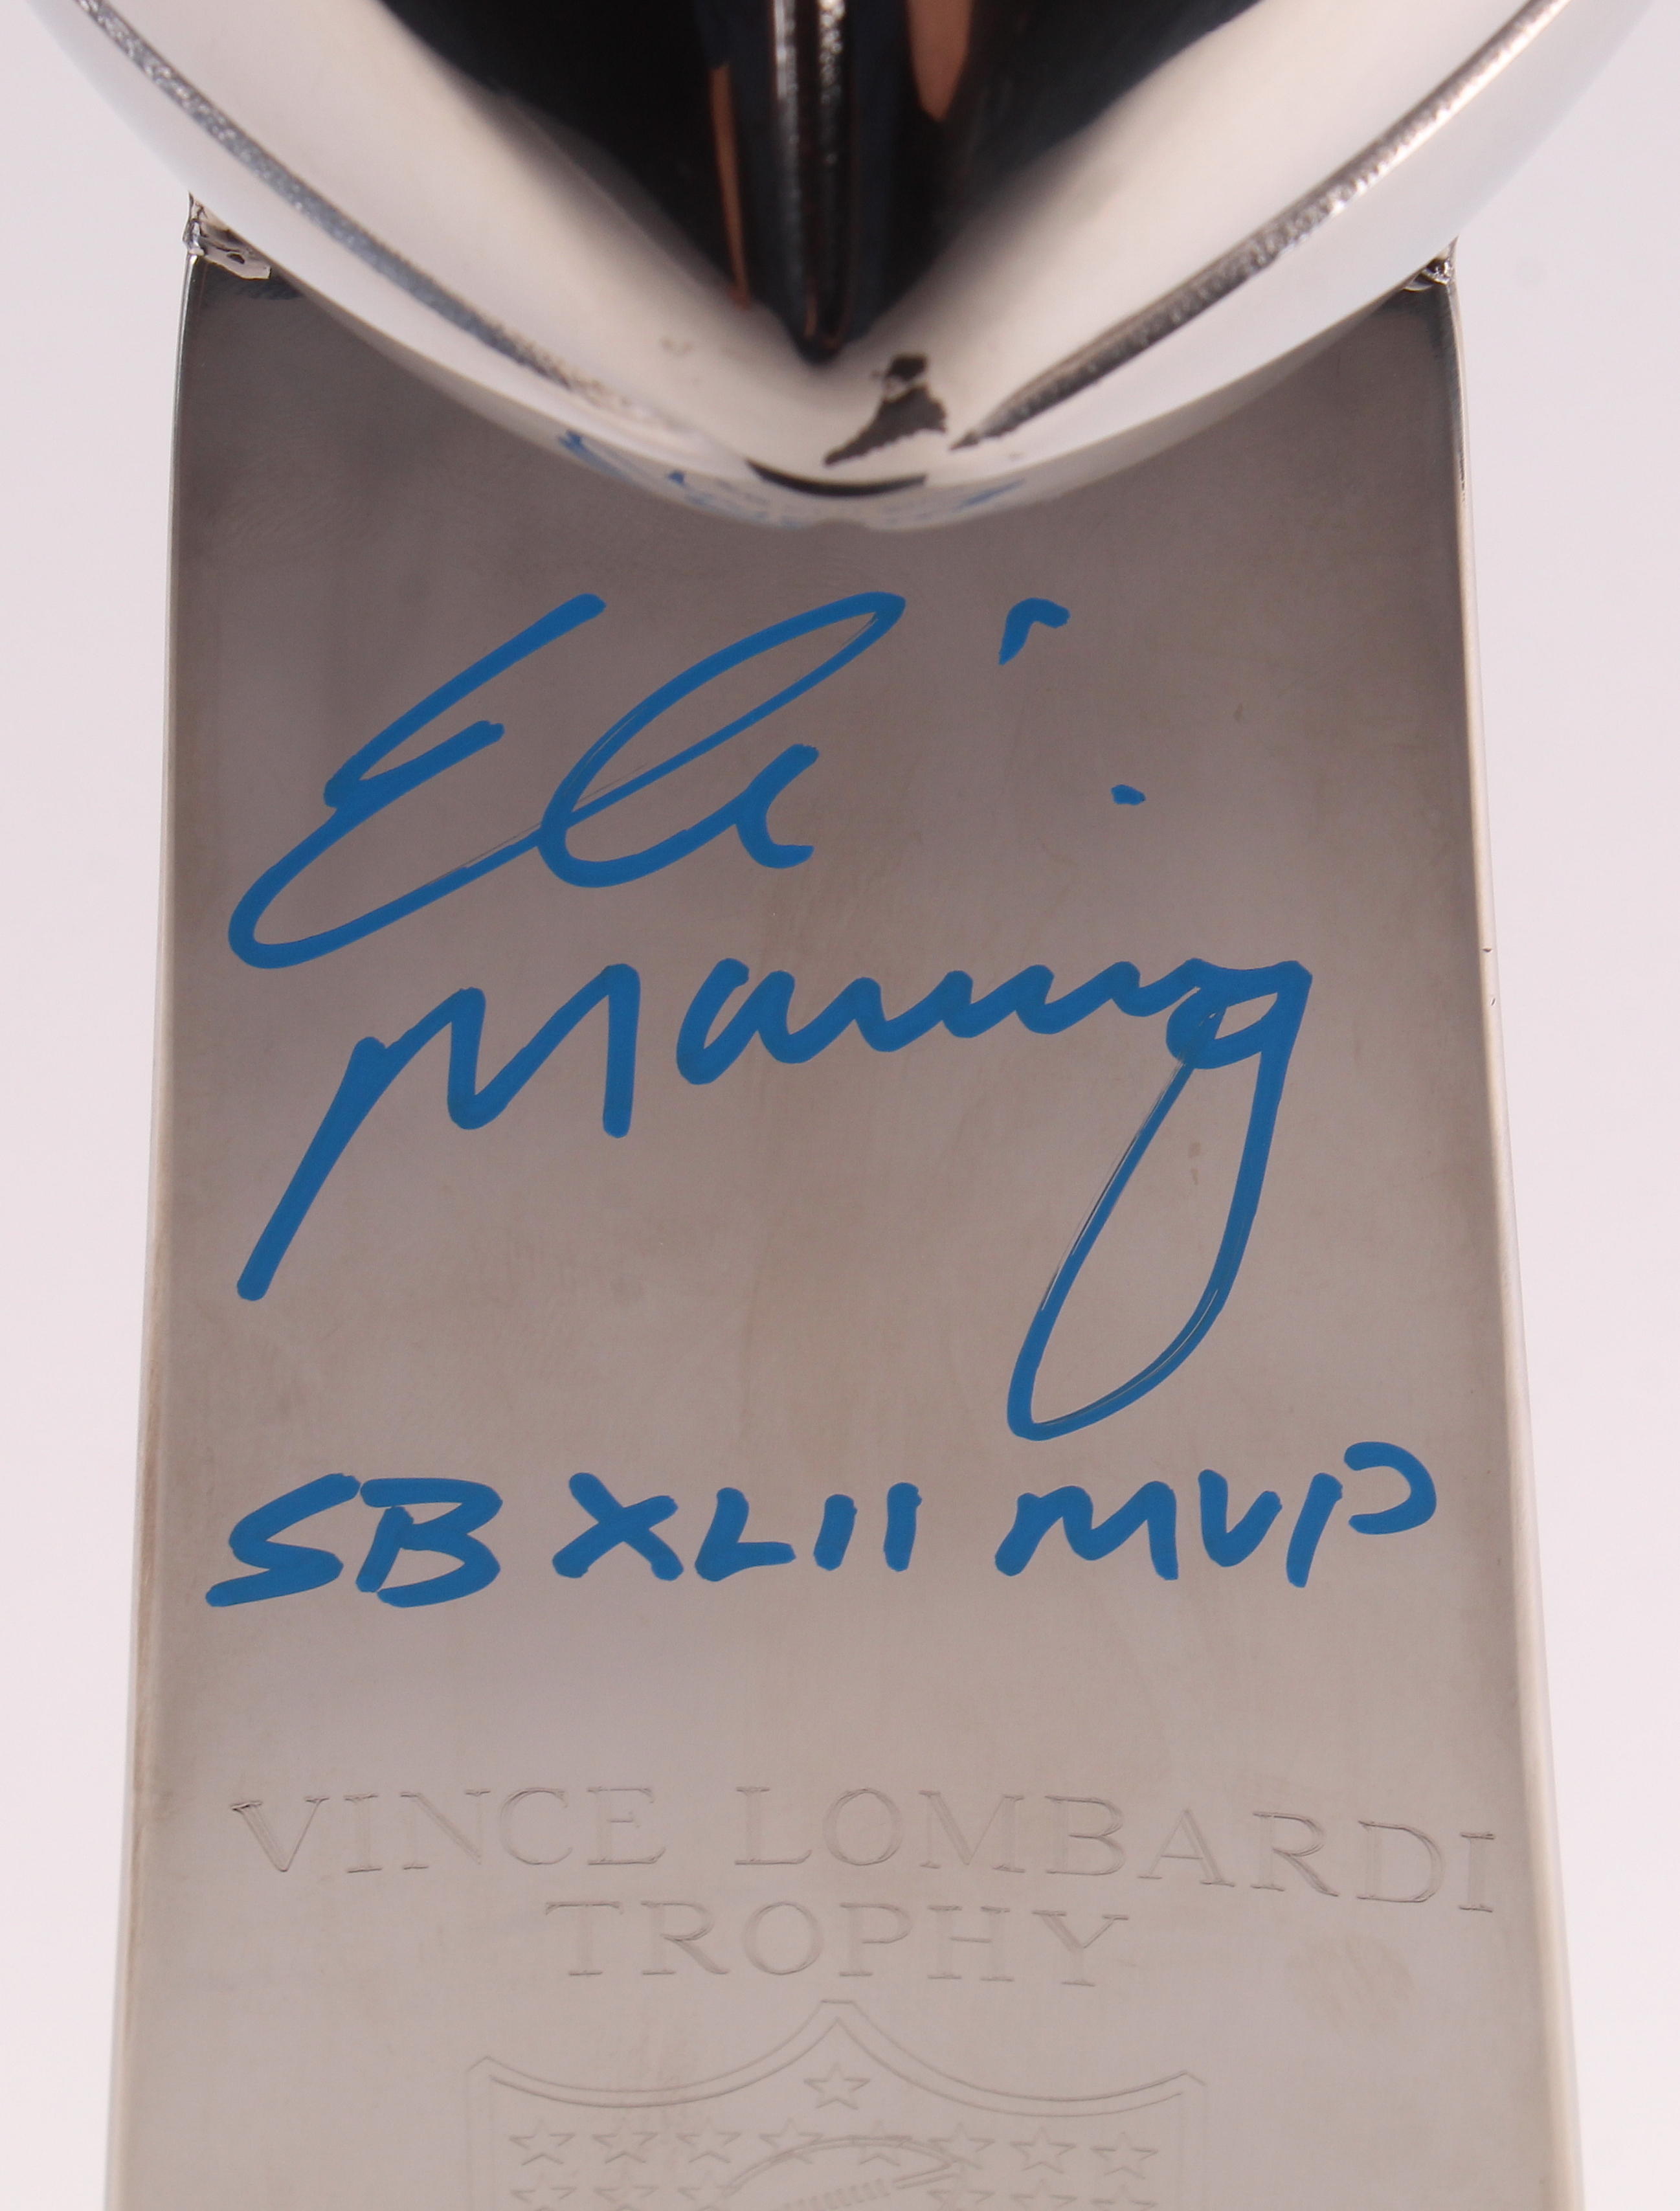 Eli
Manning
SB XLII MVP
VINCE LOMBARDI
TROPHY